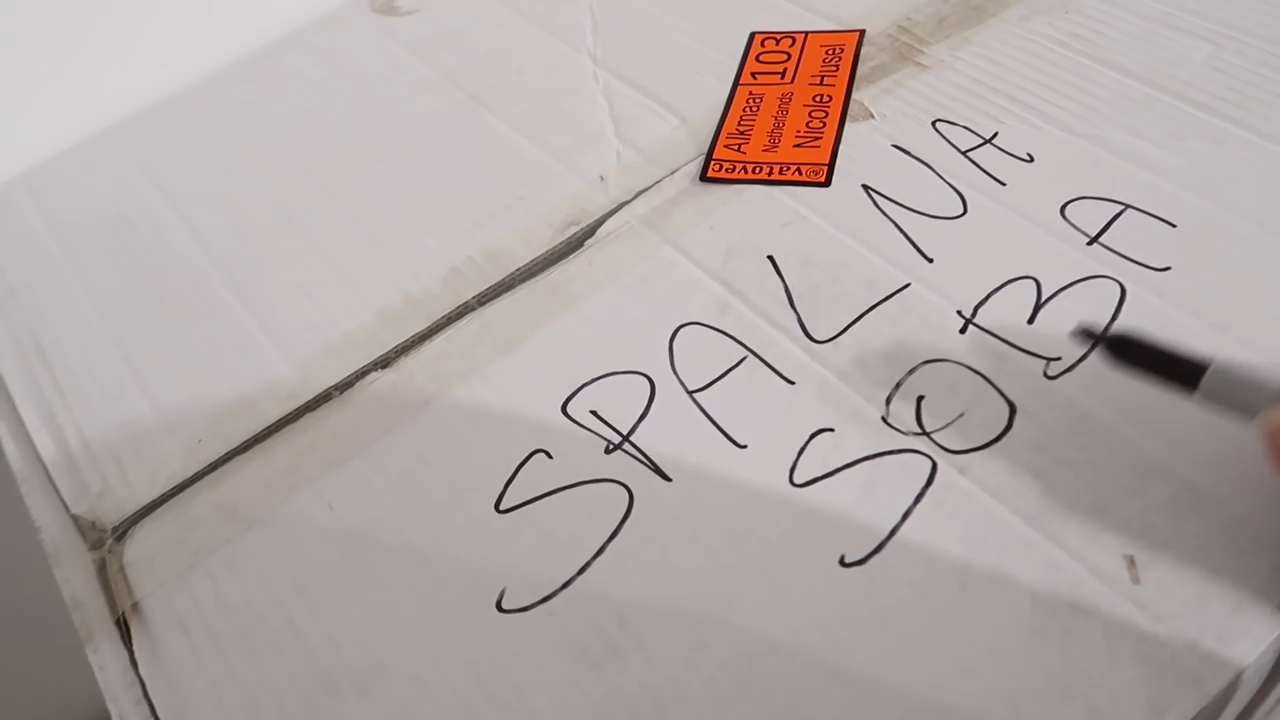 Alkmaar
Netherlands
103
Nicole Husel
@vatovec
SPALNA
SOBA